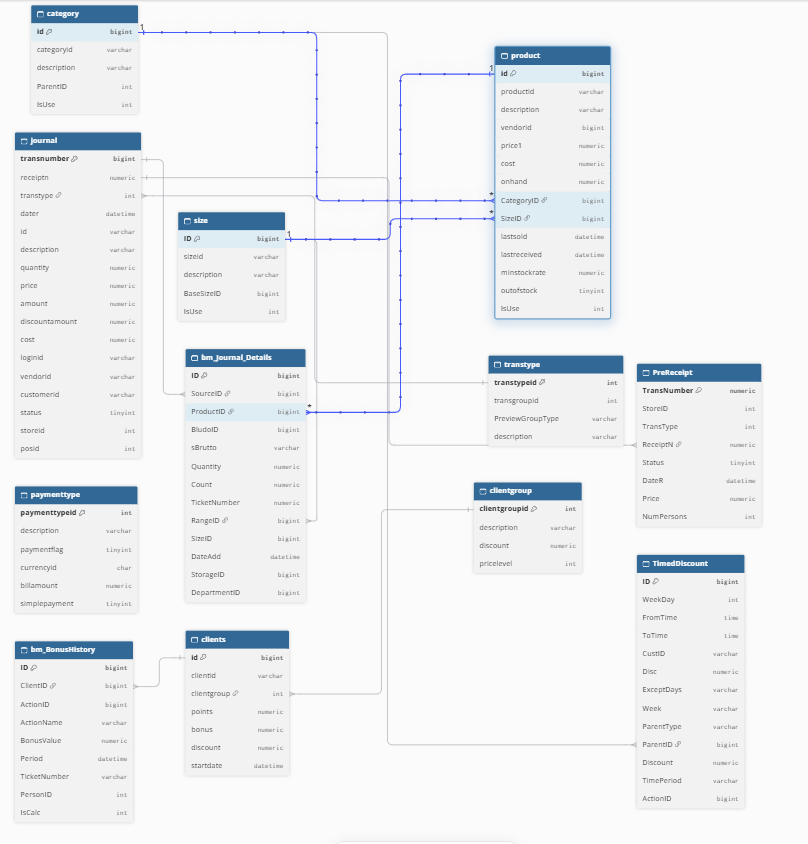 category
id bigint
categoryid varchar
description varchar
ParentID int
IsUse int
1
journal
transnumber bigint
receiptn numeric
transtype int
dater datetime
id varchar
description varchar
quantity numeric
price numeric
amount numeric
discountamount numeric
cost numeric
loginid varchar
vendorid varchar
customerid varchar
status tinyint
storeid int
posid int
size
ID bigint
sizeid varchar
description varchar
BaseSizeID bigint
IsUse int
1
product
1
id bigint
productid varchar
description varchar
vendorid bigint
price1 numeric
cost numeric
onhand numeric
*
CategoryID bigint
*
SizeID bigint
lastsold datetime
lastreceived datetime
minstockrate numeric
outofstock tinyint
IsUse int
bm_Journal_Details
ID bigint
SourceID bigint
*
ProductID bigint
BludoID bigint
sBrutto varchar
Quantity numeric
Count numeric
TicketNumber numeric
RangeID bigint
SizeID bigint
DateAdd datetime
StorageID bigint
DepartmentID bigint
transtype
transtypeid int
transgroupid int
PreviewGroupType varchar
description varchar
PreReceipt
TransNumber numeric
StoreID int
TransType int
ReceiptN numeric
Status tinyint
DateR datetime
Price numeric
NumPersons int
paymenttype
paymenttypeid int
description varchar
paymentflag tinyint
currencyid char
billamount numeric
simplepayment tinyint
clientgroup
clientgroupid int
description varchar
discount numeric
pricelevel int
TimedDiscount
ID bigint
WeekDay int
FromTime time
ToTime time
CustID varchar
Disc numeric
ExceptDays varchar
Week varchar
ParentType varchar
ParentID bigint
Discount numeric
TimePeriod varchar
ActionID bigint
bm_BonusHistory
ID bigint
ClientID bigint
ActionID bigint
ActionName varchar
BonusValue numeric
Period datetime
TicketNumber varchar
PersonID int
IsCalc int
clients
id bigint
clientid varchar
clientgroup int
points numeric
bonus numeric
discount numeric
startdate datetime